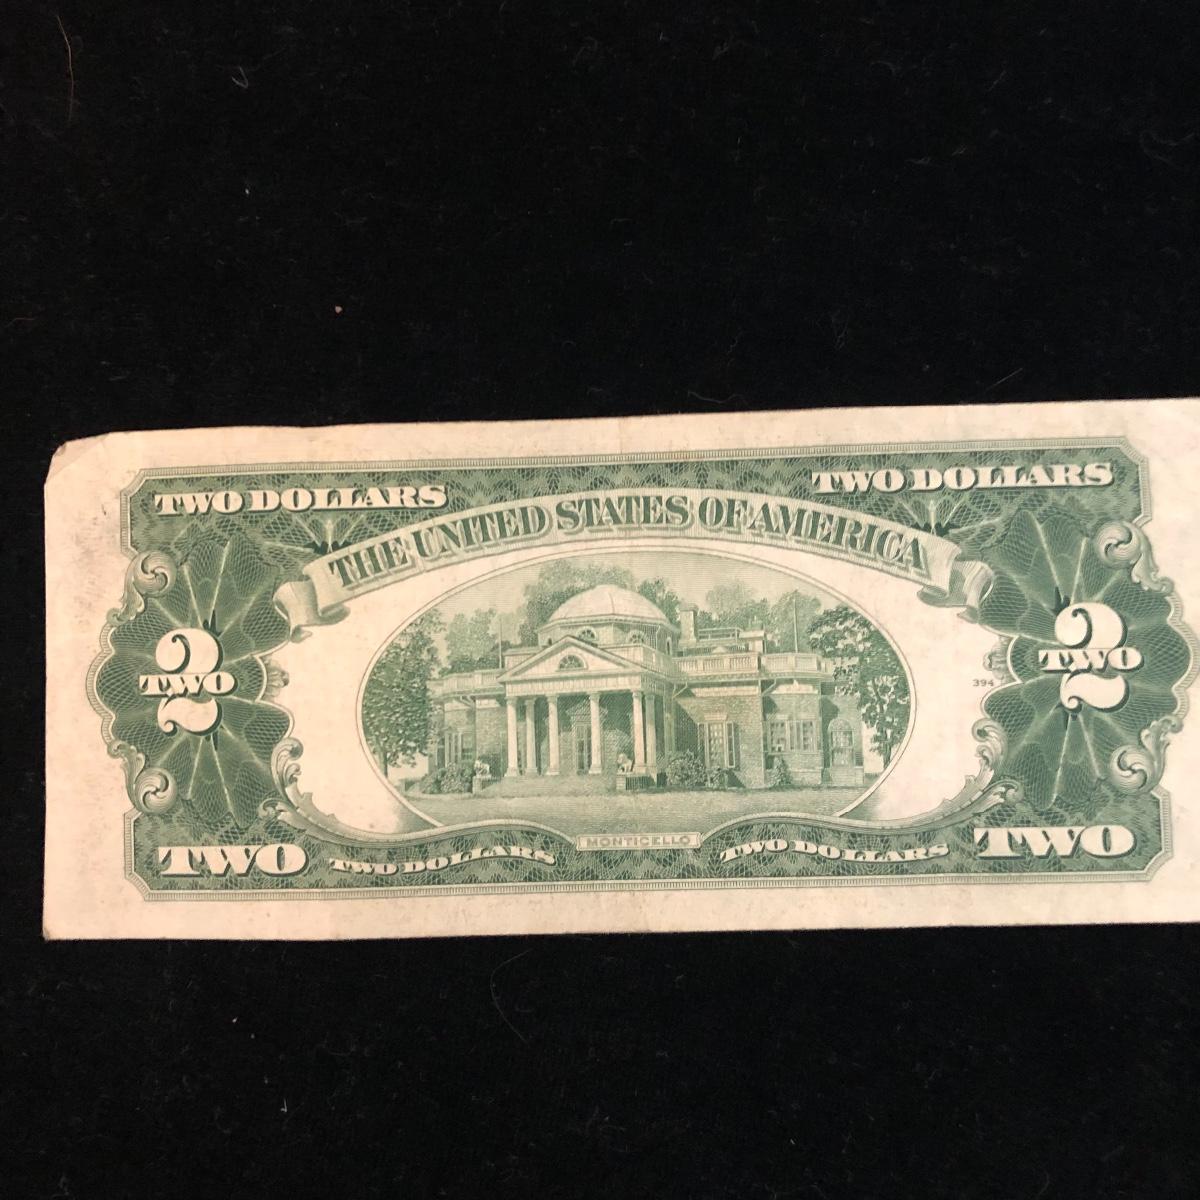 TWO DOLLARS
TWO DOLLARS
THE UNITED STATES OF AMERICA
2
TWO
2
TWO
394
MONTICELLO
TWO
TWO DOLLARS
TWO DOLLARS
TWO